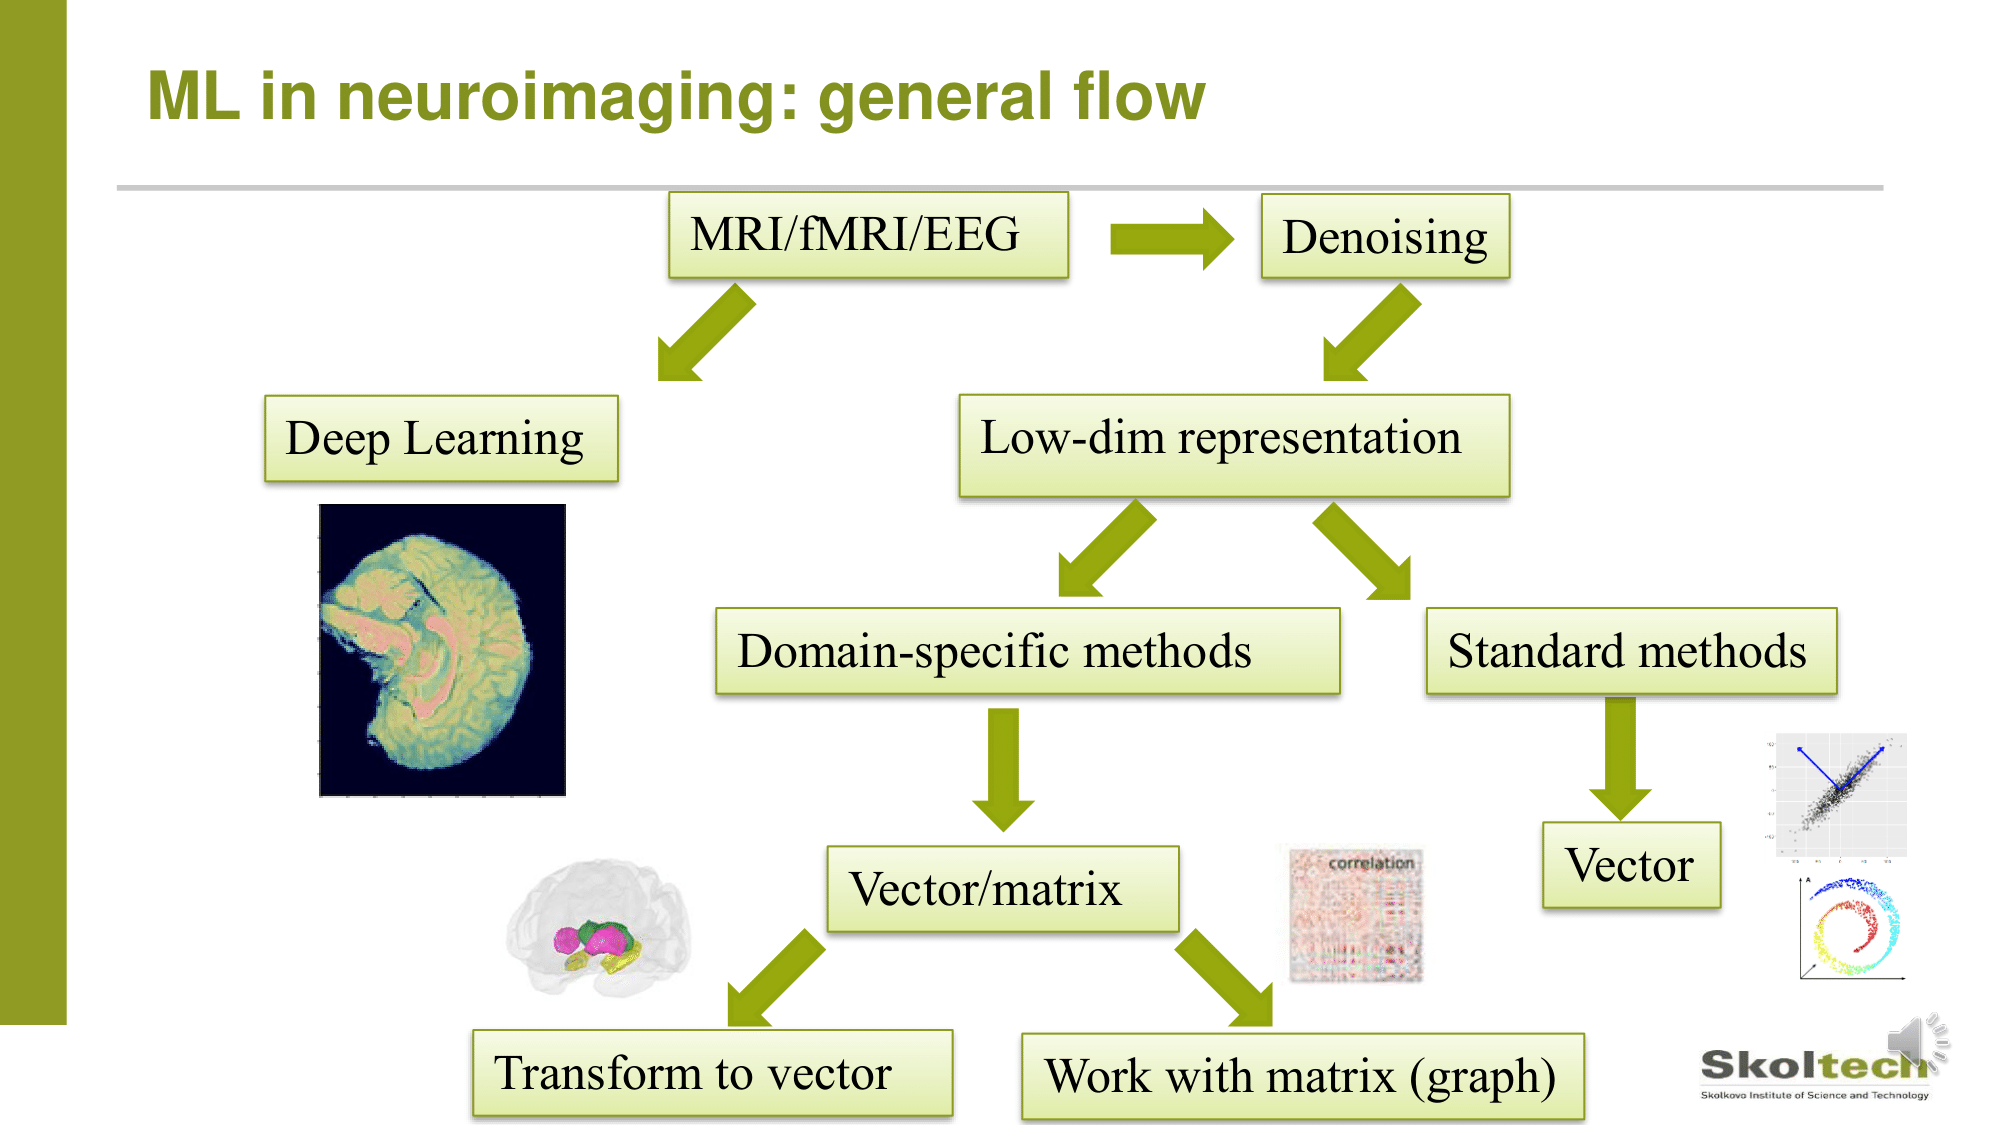 ML in neuroimaging: general flow
MRI/fMRI/EEG
Denoising
Deep Learning
Low-dim representation
Domain-specific methods
Standard methods
Vector/matrix
correlation
Vector
A
Transform to vector
Work with matrix (graph)
Skoltech
Skolkovo Institute of Science and Technology